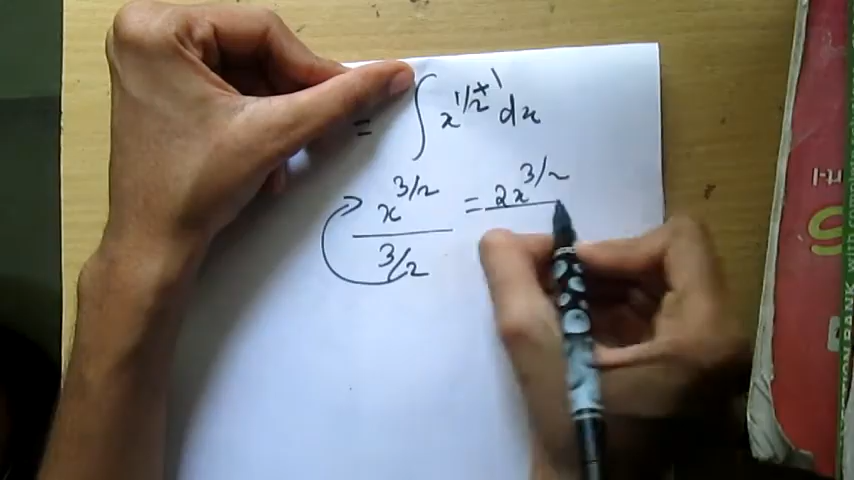 = ∫ x^1/2+1 dx
x^3/2 / 3/2 = 2x^3/2